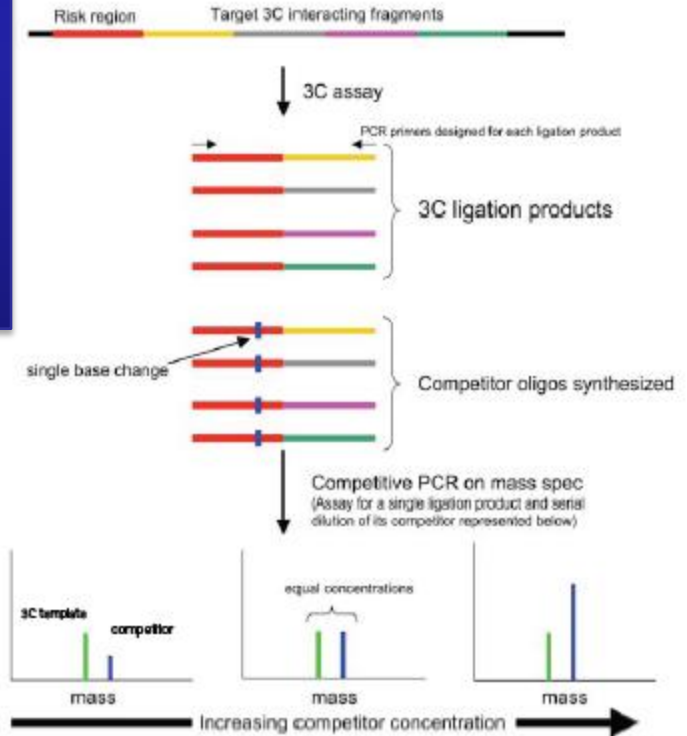 Risk region
Target 3C interacting fragments
3C assay
PCR primers designed for each ligation product
3C ligation products
single base change
Competitor oligos synthesized
Competitive PCR on mass spec
(Assay for a single ligation product and serial
dilution of its competitor represented below)
3C template
competitor
equal concentrations
mass
mass
mass
Increasing competitor concentration